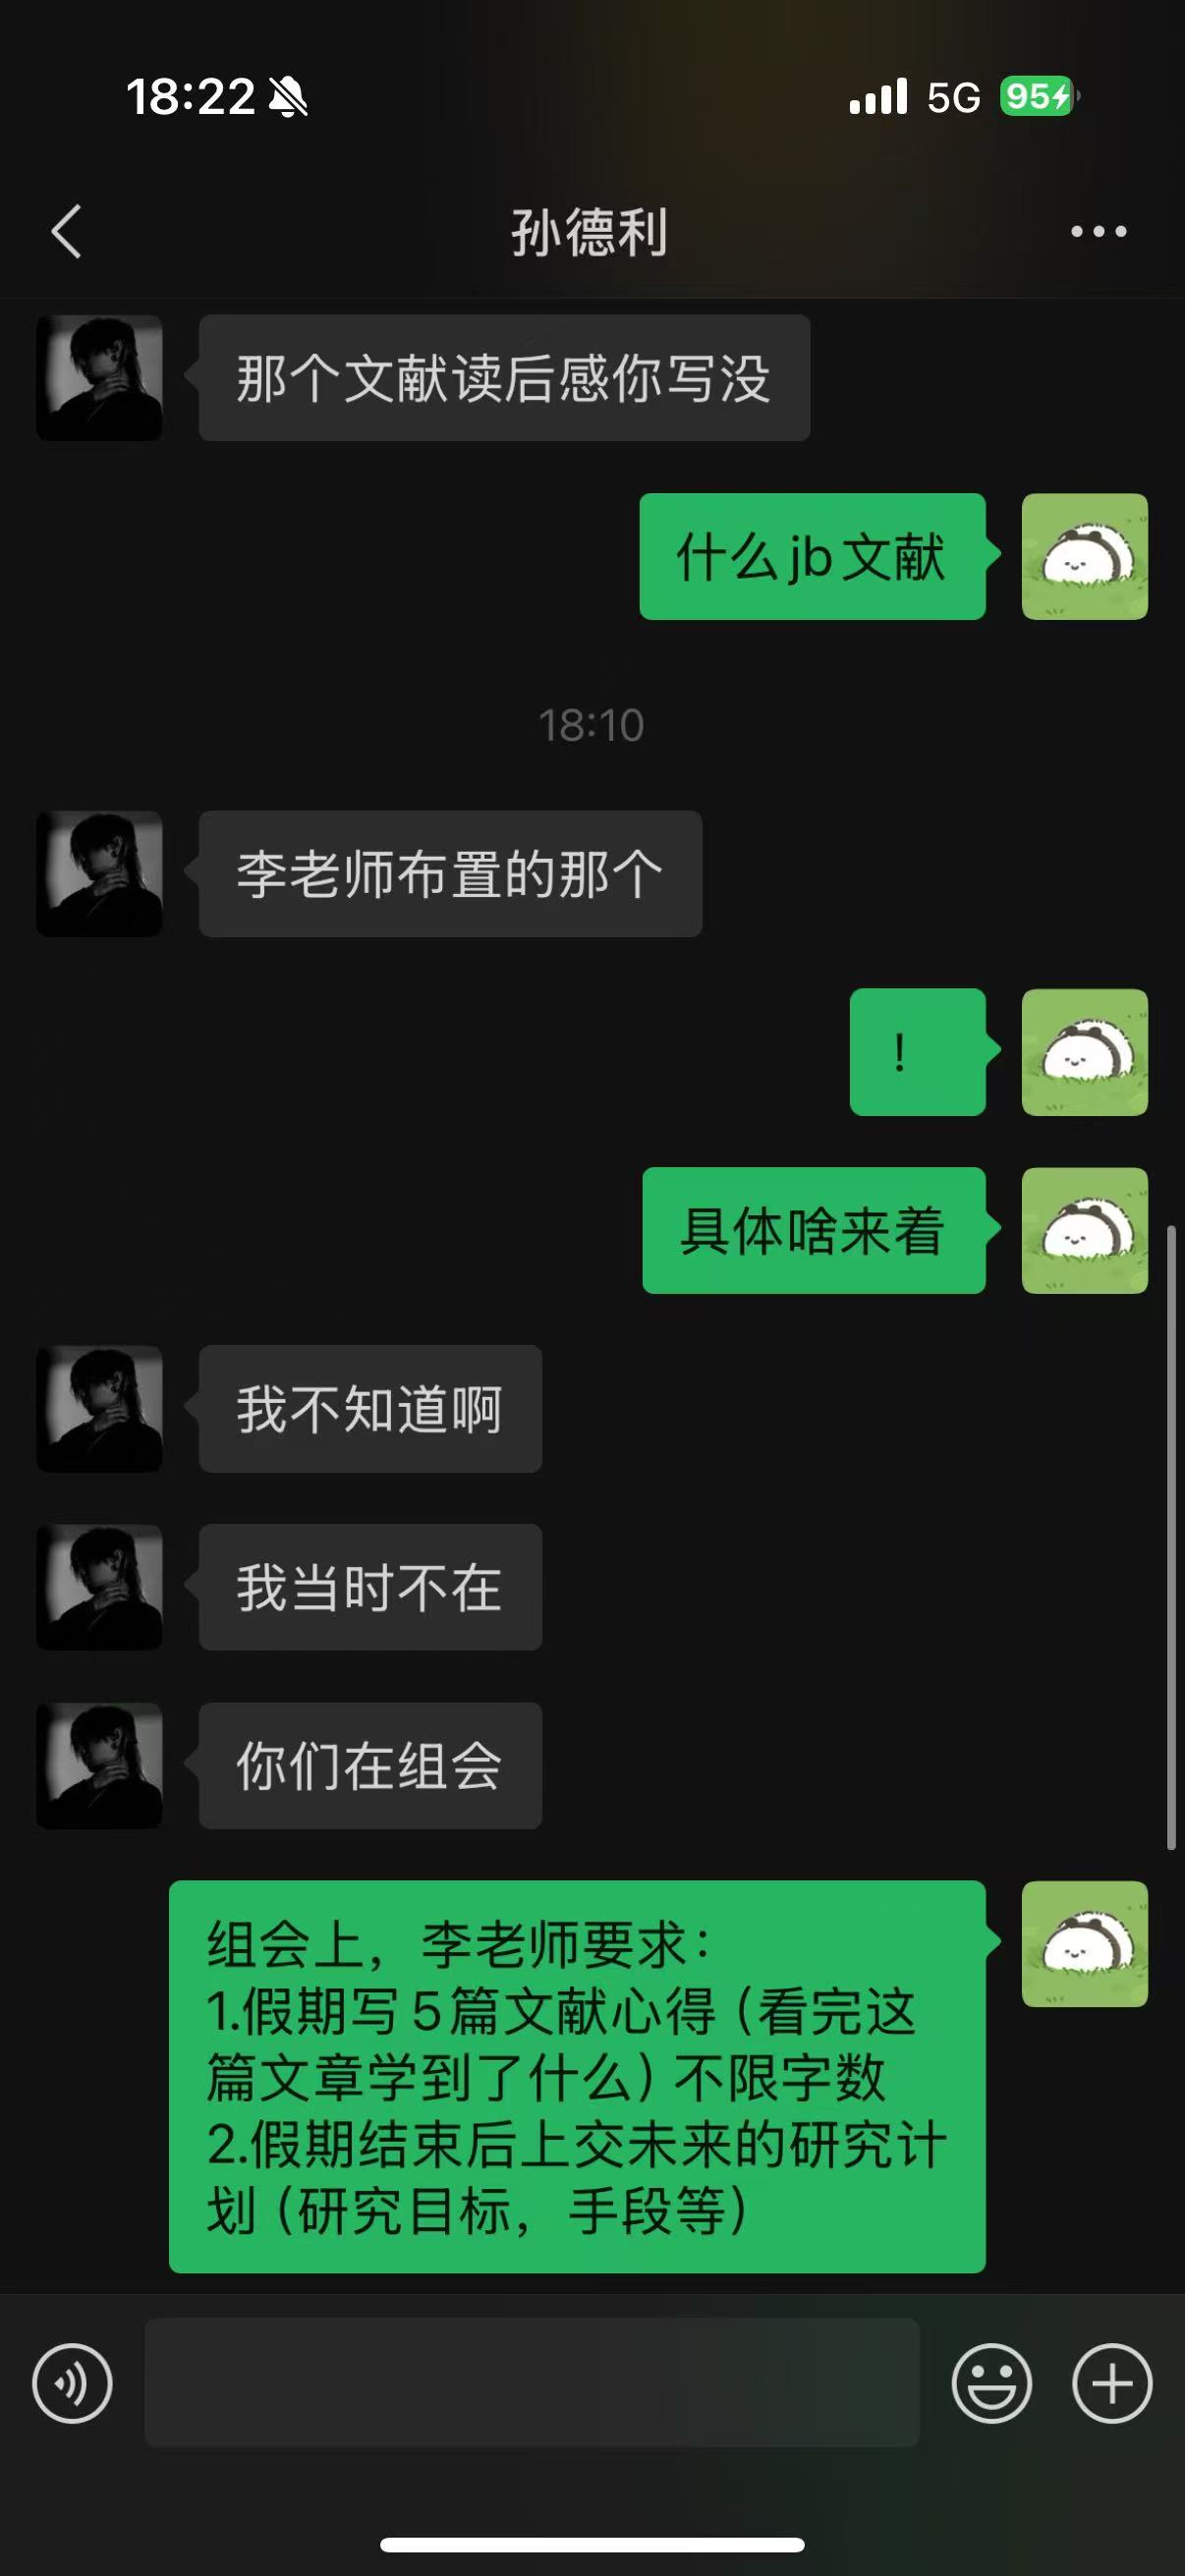 18:22
5G
95
孙德利
那个文献读后感你写没
什么jb文献
18:10
李老师布置的那个
！
具体啥来着
我不知道啊
我当时不在
你们在组会
组会上，李老师要求：
1.假期写5篇文献心得（看完这
篇文章学到了什么）不限字数
2.假期结束后上交未来的研究计
划（研究目标，手段等）